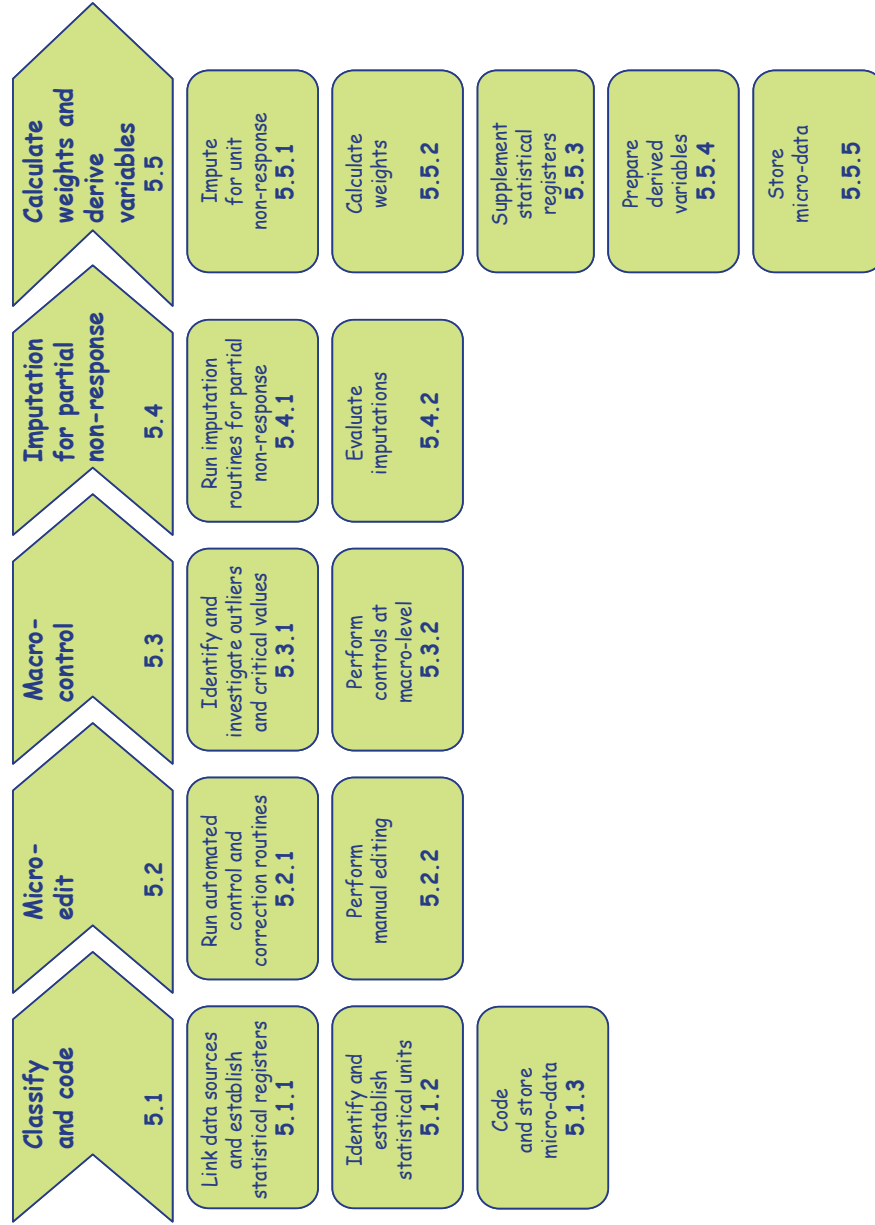 Classify
and code
5.1
Micro-
edit
5.2
Macro-
control
5.3
Imputation
for partial
non-response
5.4
Calculate
weights and
derive
variables
5.5
Link data sources
and establish
statistical registers
5.1.1
Identify and
establish
statistical units
5.1.2
Code
and store
micro-data
5.1.3
Run automated
control and
correction routines
5.2.1
Perform
manual editing
5.2.2
Identify and
investigate outliers
and critical values
5.3.1
Perform
controls at
macro-level
5.3.2
Run imputation
routines for partial
non-response
5.4.1
Evaluate
imputations
5.4.2
Impute
for unit
non-response
5.5.1
Calculate
weights
5.5.2
Supplement
statistical
registers
5.5.3
Prepare
derived
variables
5.5.4
Store
micro-data
5.5.5